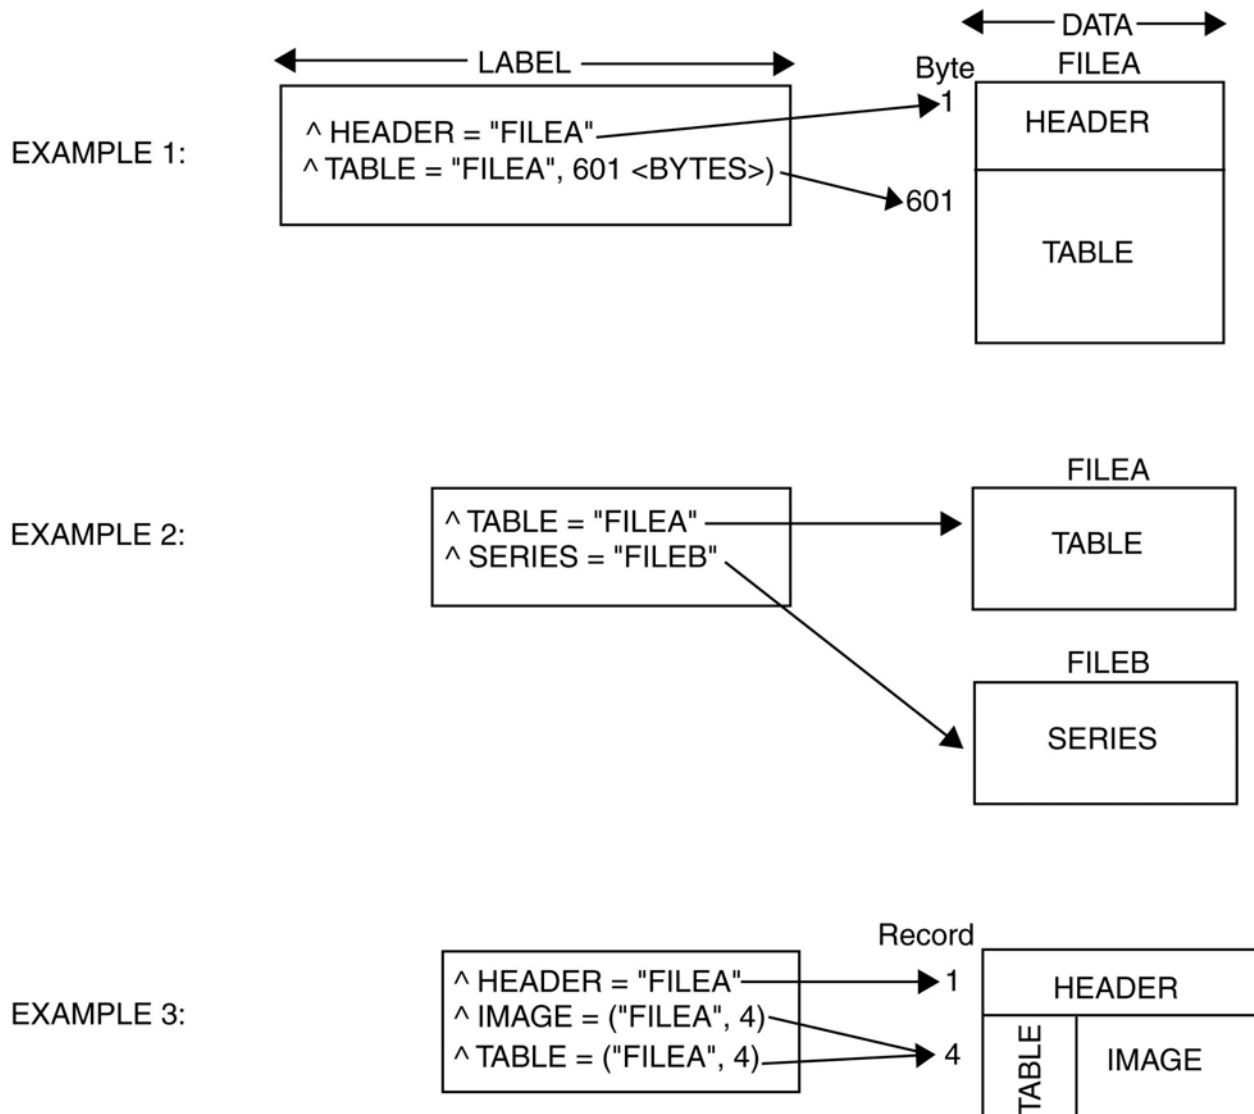 DATA
LABEL
Byte
FILEA
1
HEADER
^ HEADER = "FILEA"
EXAMPLE 1:
^ TABLE = "FILEA", 601 <BYTES>)
601
TABLE
FILEA
^ TABLE = "FILEA"
EXAMPLE 2:
TABLE
^ SERIES = "FILEB"
FILEB
SERIES
Record
^ HEADER = "FILEA"
1
HEADER
EXAMPLE 3:
^ IMAGE = ("FILEA", 4)
^ TABLE = ("FILEA", 4)
4
TABLE
IMAGE